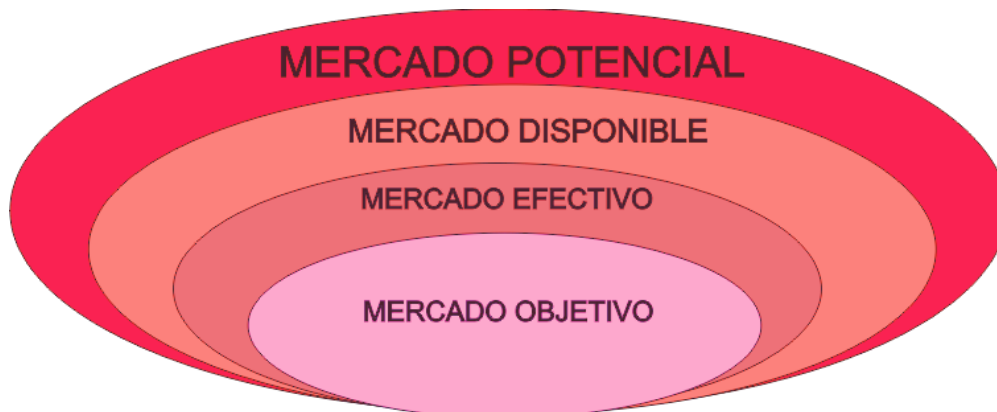 MERCADO POTENCIAL
MERCADO DISPONIBLE
MERCADO EFECTIVO
MERCADO OBJETIVO